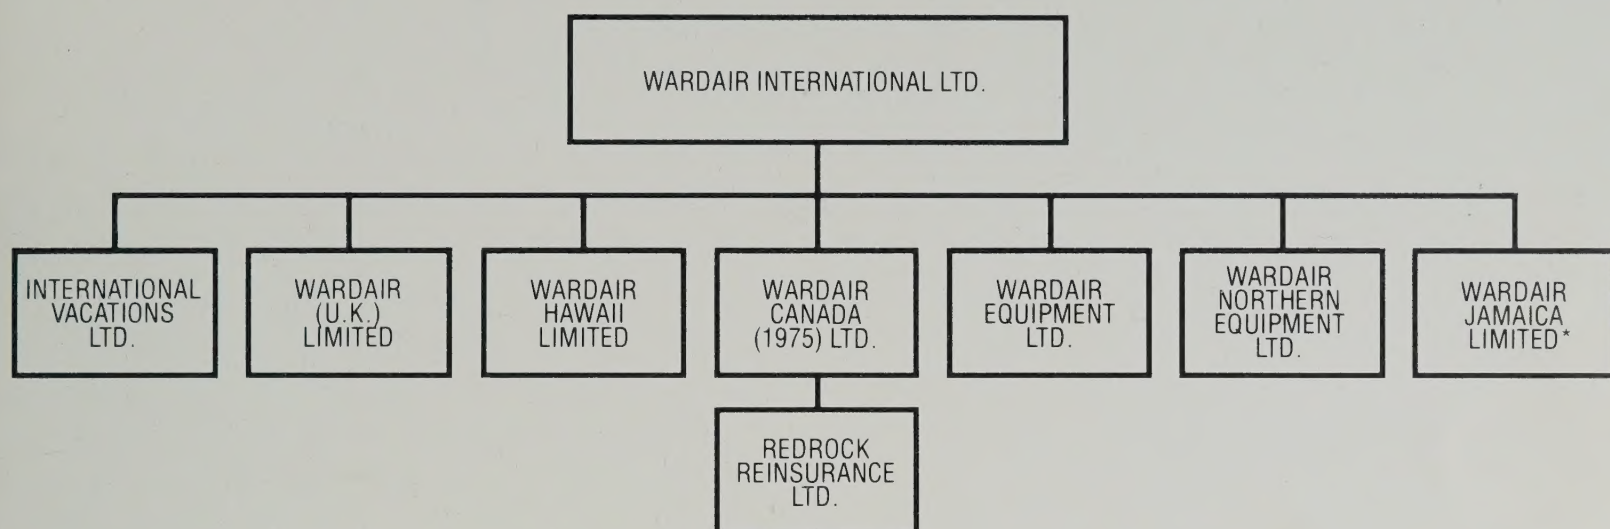 WARDAIR INTERNATIONAL LTD.
INTERNATIONAL
VACATIONS
LTD.
WARDAIR
(U.K.)
LIMITED
WARDAIR
HAWAII
LIMITED
WARDAIR
CANADA
(1975) LTD.
WARDAIR
EQUIPMENT
LTD.
WARDAIR
NORTHERN
EQUIPMENT
LTD.
WARDAIR
JAMAICA
LIMITED*
REDROCK
REINSURANCE
LTD.